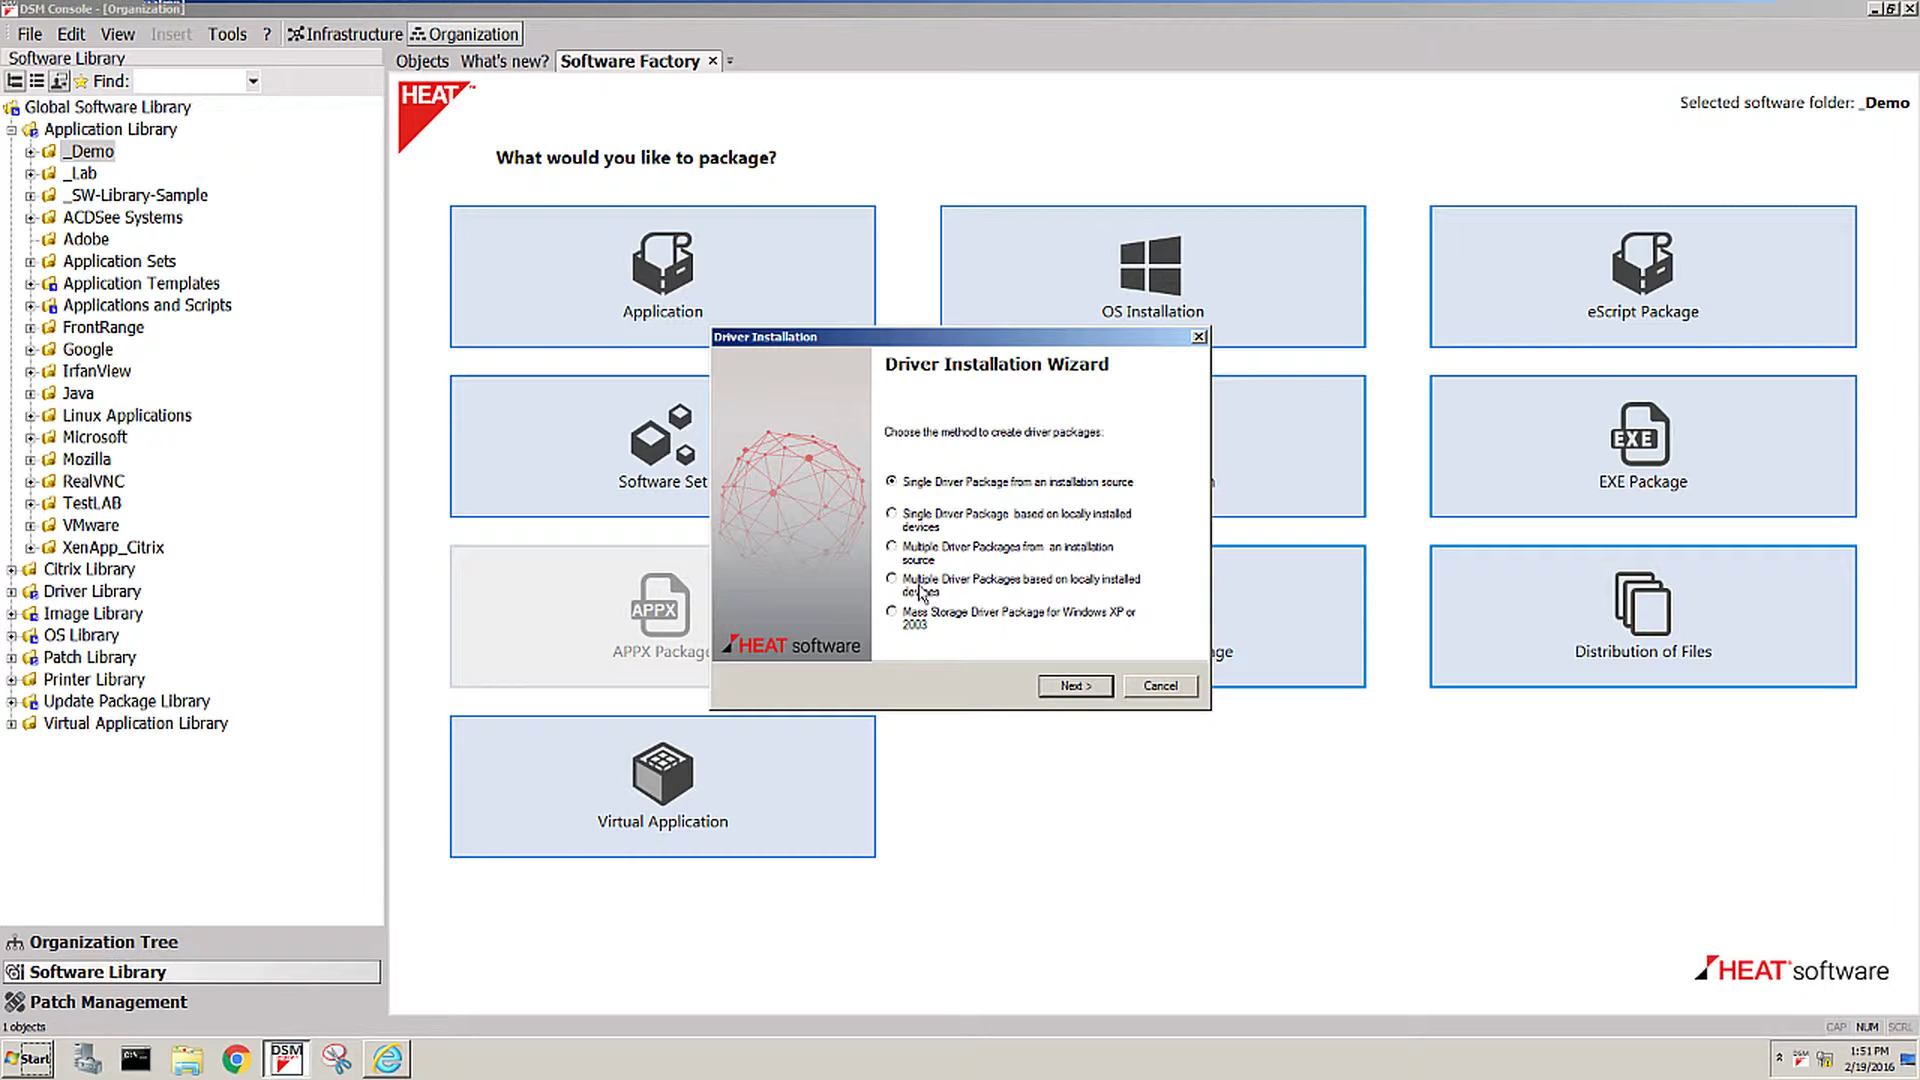 DSM Console - [Organization]
File Edit View Insert Tools ? Infrastructure Organization
Software Library
Find:
Global Software Library
Application Library
_Demo
_Lab
_SW-Library-Sample
ACDSee Systems
Adobe
Application Sets
Application Templates
Applications and Scripts
FrontRange
Google
IrfanView
Java
Linux Applications
Microsoft
Mozilla
RealVNC
TestLAB
VMware
XenApp_Citrix
Citrix Library
Driver Library
Image Library
OS Library
Patch Library
Printer Library
Update Package Library
Virtual Application Library
Organization Tree
Software Library
Patch Management
1 objects
Objects What's new? Software Factory
HEAT
Selected software folder: _Demo
What would you like to package?
Application
OS Installation
eScript Package
Software Set
EXE
EXE Package
APPX
APPX Package
Distribution of Files
Virtual Application
Driver Installation
Driver Installation Wizard
Choose the method to create driver packages:
Single Driver Package from an installation source
Single Driver Package based on locally installed
devices
Multiple Driver Packages from an installation
source
Multiple Driver Packages based on locally installed
devices
Mass Storage Driver Package for Windows XP or
2003
HEAT software
Next >
Cancel
HEAT software
CAP NUM SCRL
Start
DSM
1:51 PM
2/19/2016